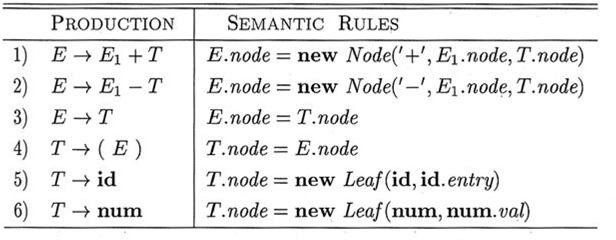 PRODUCTION SEMANTIC RULES
1) E → E₁ + T E.node = new Node('+', E₁.node, T.node)
2) E → E₁ − T E.node = new Node('−', E₁.node, T.node)
3) E → T E.node = T.node
4) T → ( E ) T.node = E.node
5) T → id T.node = new Leaf(id, id.entry)
6) T → num T.node = new Leaf(num, num.val)